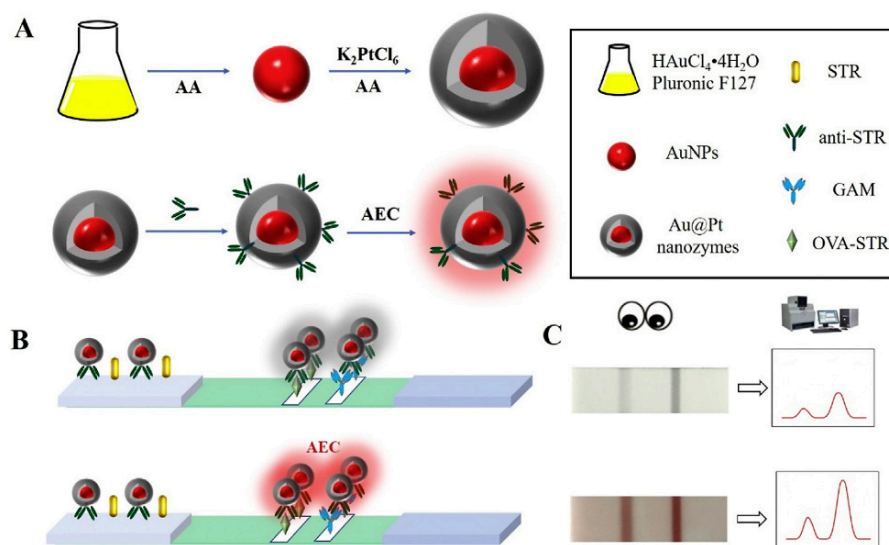 A
AA
K₂PtCl₆
AA
AEC
HAuCl₄•4H₂O
Pluronic F127
STR
AuNPs
anti-STR
GAM
Au@Pt
nanozymes
OVA-STR
B
AEC
C